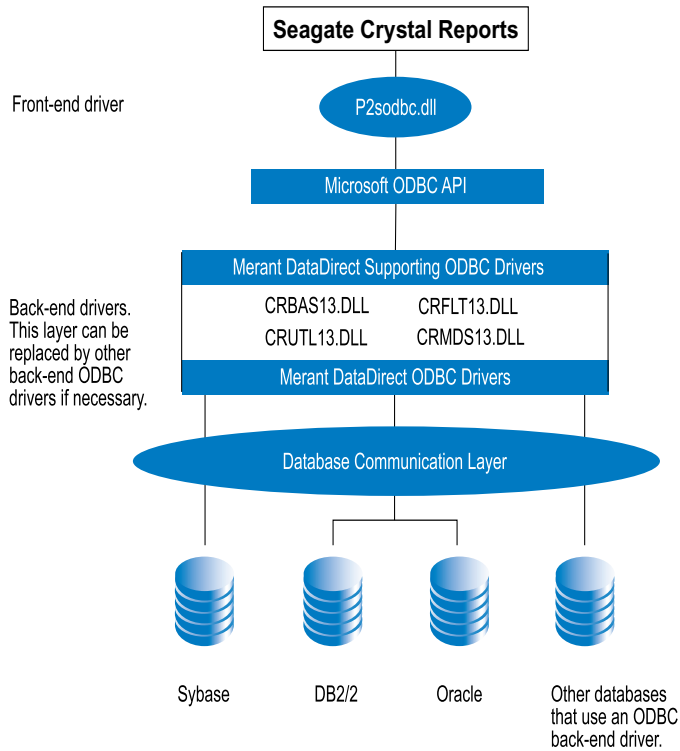 Seagate Crystal Reports
Front-end driver
P2sodbc.dll
Microsoft ODBC API
Merant DataDirect Supporting ODBC Drivers
CRBAS13.DLL CRFLT13.DLL
CRUTL13.DLL CRMDS13.DLL
Merant DataDirect ODBC Drivers
Back-end drivers.
This layer can be
replaced by other
back-end ODBC
drivers if necessary.
Database Communication Layer
Sybase
DB2/2
Oracle
Other databases
that use an ODBC
back-end driver.